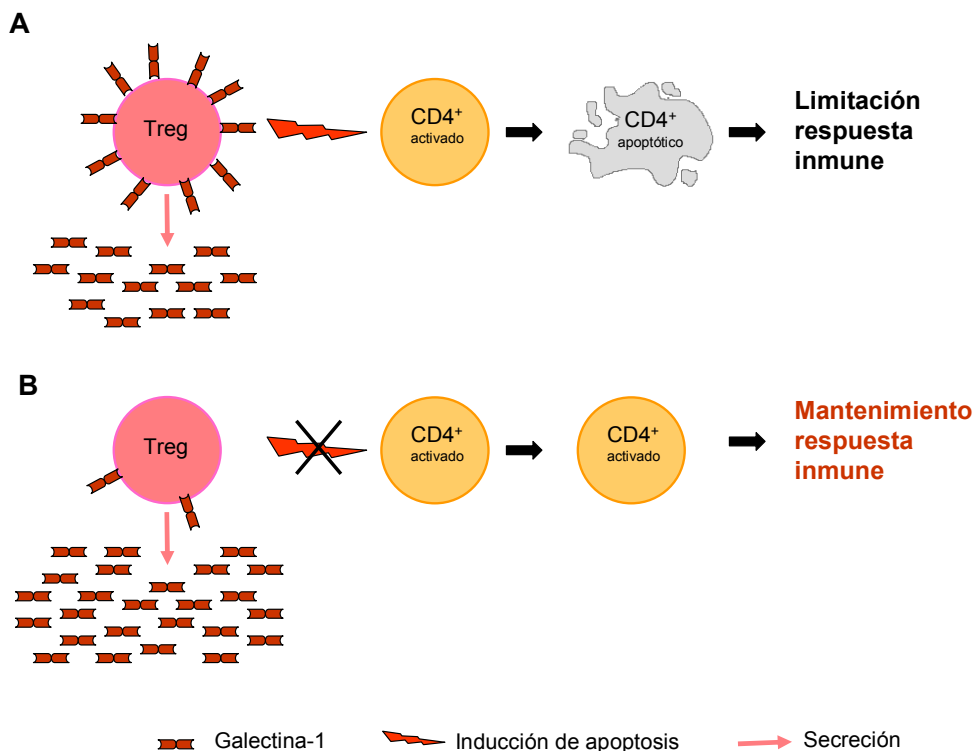 A
Treg
CD4+
activado
CD4+
apoptótico
Limitación
respuesta
inmune
B
Treg
CD4+
activado
CD4+
activado
Mantenimiento
respuesta
inmune
Galectina-1
Inducción de apoptosis
Secreción